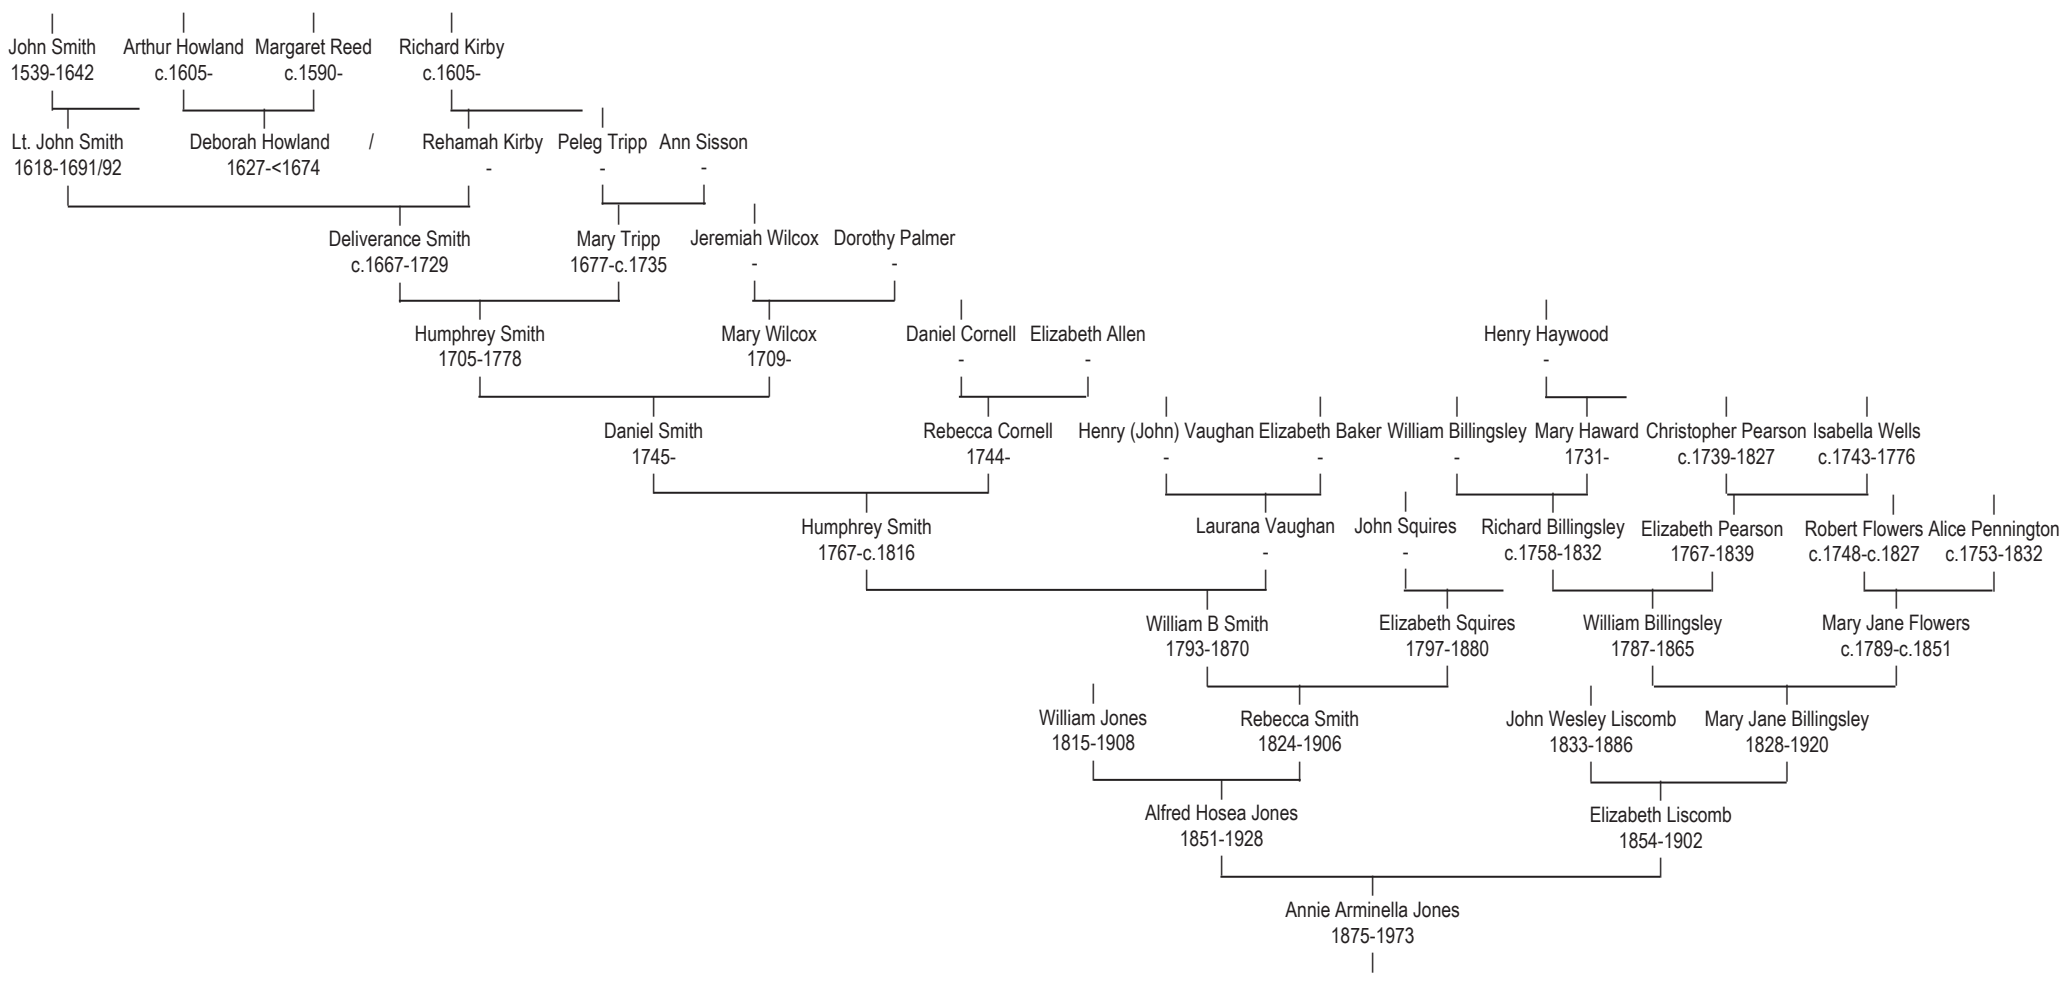 John Smith Arthur Howland Margaret Reed Richard Kirby
1539-1642 c.1605- c.1590- c.1605-
Lt. John Smith Deborah Howland / Rehamah Kirby Peleg Tripp Ann Sisson
1618-1691/92 1627-<1674 - - -
Deliverance Smith Mary Tripp Jeremiah Wilcox Dorothy Palmer
c.1667-1729 1677-c.1735 - -
Humphrey Smith Mary Wilcox Daniel Cornell Elizabeth Allen Henry Haywood
1705-1778 1709- - - -
Daniel Smith Rebecca Cornell Henry (John) Vaughan Elizabeth Baker William Billingsley Mary Haward Christopher Pearson Isabella Wells
1745- 1744- - - - 1731- c.1739-1827 c.1743-1776
Humphrey Smith Laurana Vaughan John Squires Richard Billingsley Elizabeth Pearson Robert Flowers Alice Pennington
1767-c.1816 - - c.1758-1832 1767-1839 c.1748-c.1827 c.1753-1832
William B Smith Elizabeth Squires William Billingsley Mary Jane Flowers
1793-1870 1797-1880 1787-1865 c.1789-c.1851
William Jones Rebecca Smith John Wesley Liscomb Mary Jane Billingsley
1815-1908 1824-1906 1833-1886 1828-1920
Alfred Hosea Jones Elizabeth Liscomb
1851-1928 1854-1902
Annie Arminella Jones
1875-1973